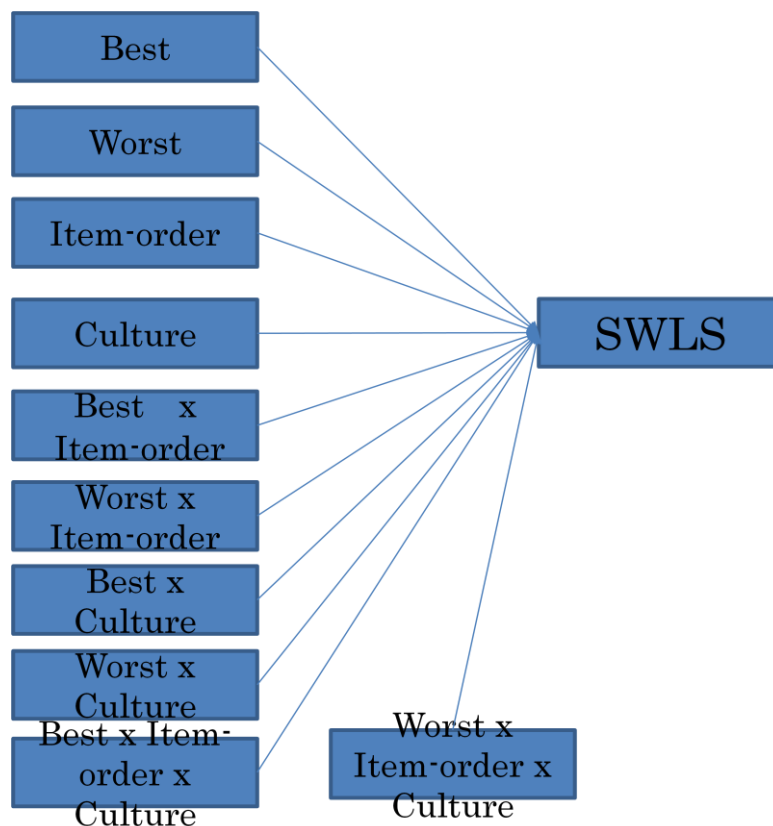 Best
Worst
Item-order
Culture
SWLS
Best x
Item-order
Worst x
Item-order
Best x
Culture
Worst x
Culture
Best x Item-
order x
Culture
Worst x
Item-order x
Culture